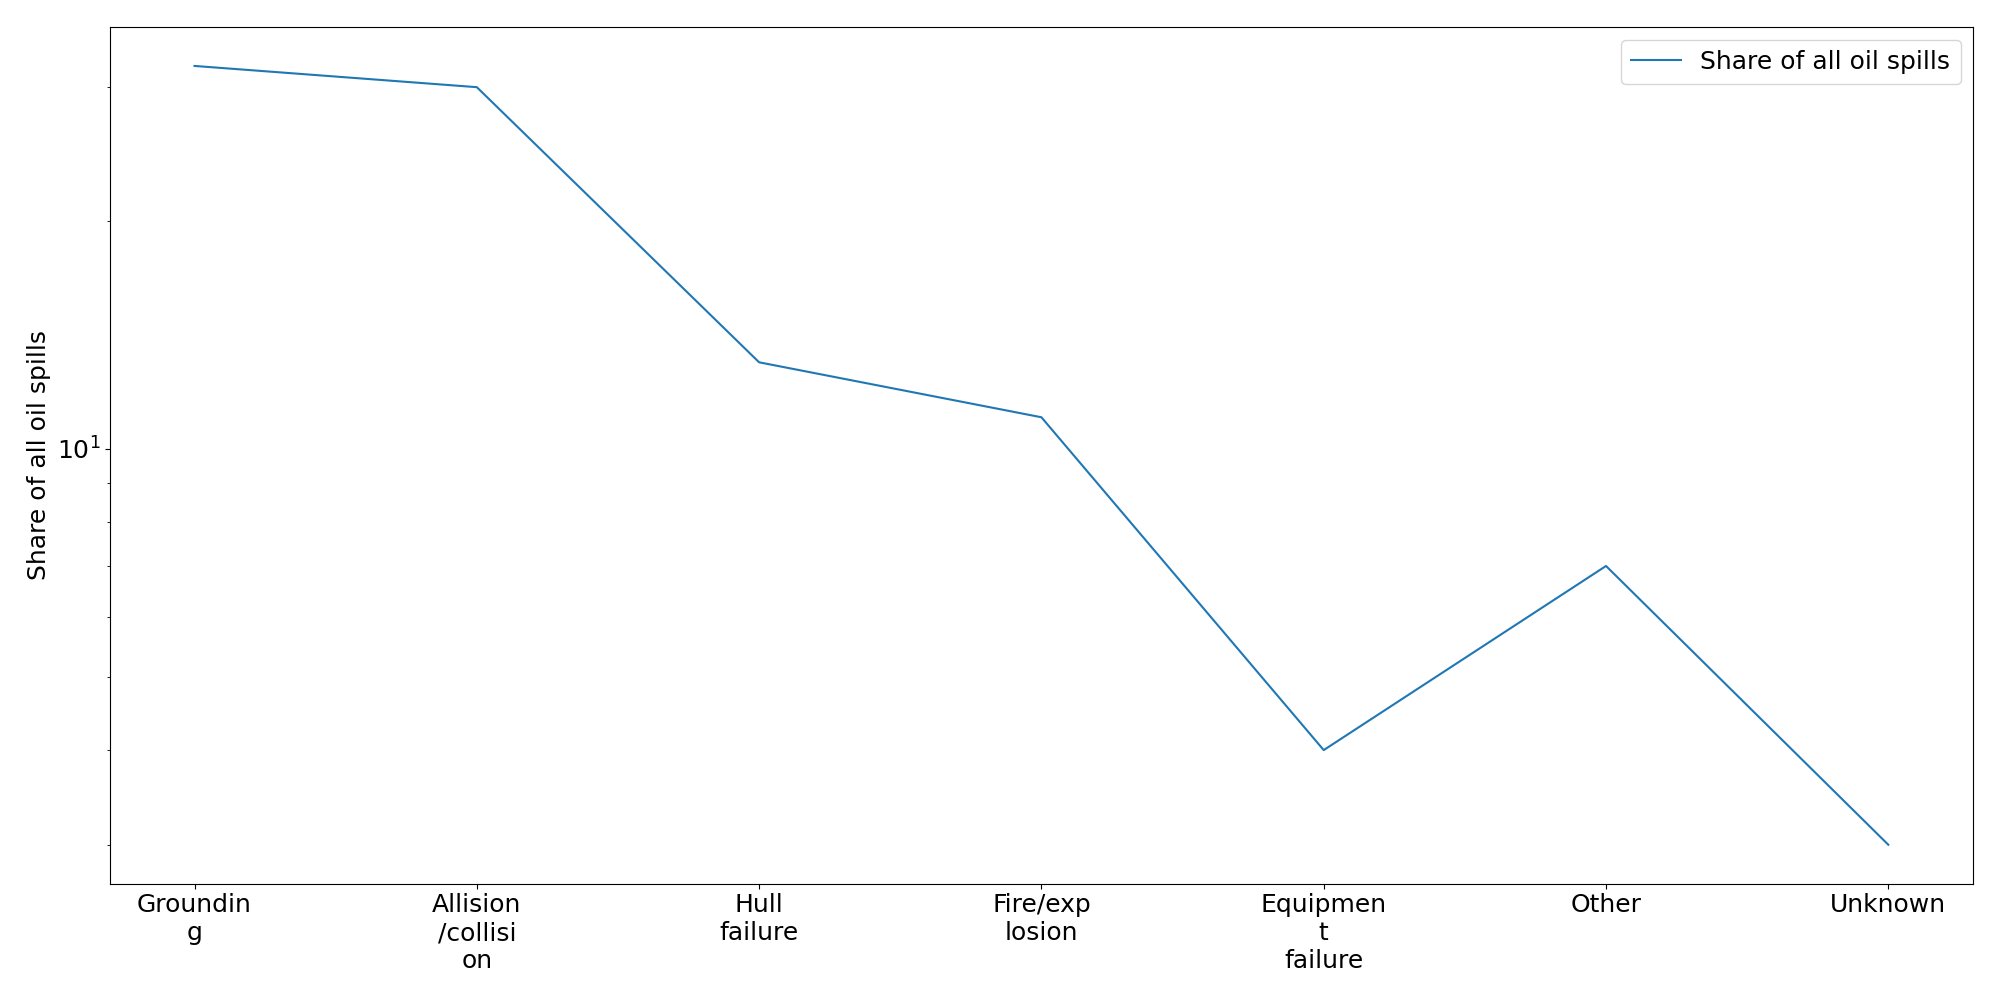 Share of all oil spills
Share of all oil spills
10¹
Groundin
g
Allision
/collisi
on
Hull
failure
Fire/exp
losion
Equipmen
t
failure
Other
Unknown